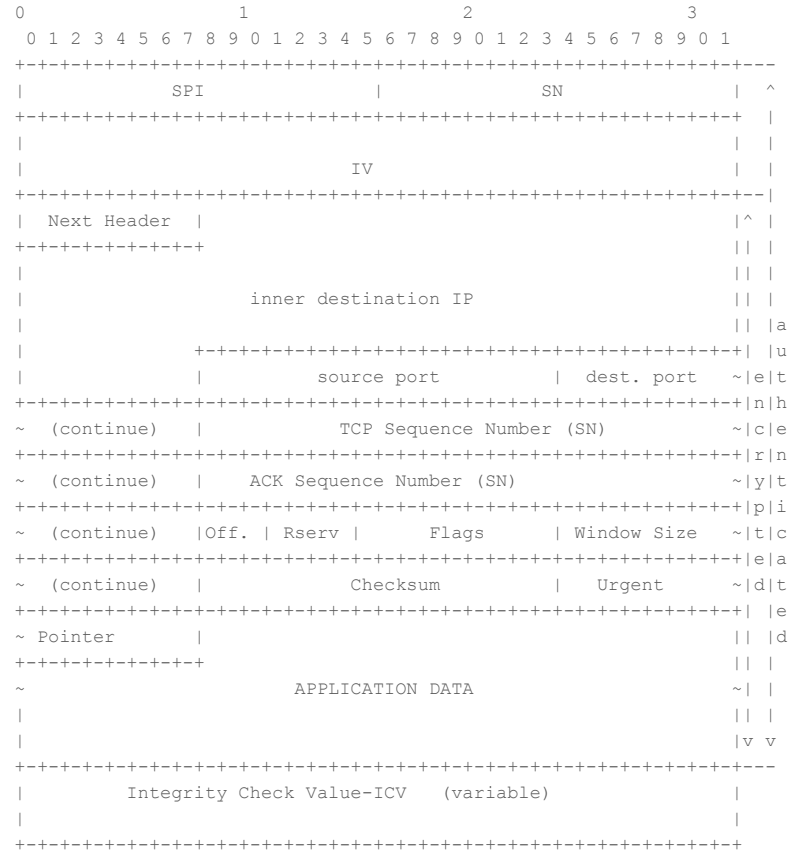 0                   1                   2                   3
 0 1 2 3 4 5 6 7 8 9 0 1 2 3 4 5 6 7 8 9 0 1 2 3 4 5 6 7 8 9 0 1
+-+-+-+-+-+-+-+-+-+-+-+-+-+-+-+-+-+-+-+-+-+-+-+-+-+-+-+-+-+-+-+-+---
|             SPI               |              SN               |  ^
+-+-+-+-+-+-+-+-+-+-+-+-+-+-+-+-+-+-+-+-+-+-+-+-+-+-+-+-+-+-+-+-+  |
|                                                               |  |
|                             IV                                |  |
+-+-+-+-+-+-+-+-+-+-+-+-+-+-+-+-+-+-+-+-+-+-+-+-+-+-+-+-+-+-+-+-+--|
|  Next Header  |                                               |^ |
+-+-+-+-+-+-+-+-+                                               || |
|                                                               || |
|                    inner destination IP                       || |
|                                                               || |a
|               +-+-+-+-+-+-+-+-+-+-+-+-+-+-+-+-+-+-+-+-+-+-+-+-+| |u
|               |          source port          |  dest. port   ~|e|t
+-+-+-+-+-+-+-+-+-+-+-+-+-+-+-+-+-+-+-+-+-+-+-+-+-+-+-+-+-+-+-+-+|n|h
~  (continue)   |            TCP Sequence Number (SN)           ~|c|e
+-+-+-+-+-+-+-+-+-+-+-+-+-+-+-+-+-+-+-+-+-+-+-+-+-+-+-+-+-+-+-+-+|r|n
~  (continue)   |    ACK Sequence Number (SN)                   ~|y|t
+-+-+-+-+-+-+-+-+-+-+-+-+-+-+-+-+-+-+-+-+-+-+-+-+-+-+-+-+-+-+-+-+|p|i
~  (continue)   |Off. | Rserv |      Flags      | Window Size   ~|t|c
+-+-+-+-+-+-+-+-+-+-+-+-+-+-+-+-+-+-+-+-+-+-+-+-+-+-+-+-+-+-+-+-+|e|a
~  (continue)   |             Checksum          |   Urgent      ~|d|t
+-+-+-+-+-+-+-+-+-+-+-+-+-+-+-+-+-+-+-+-+-+-+-+-+-+-+-+-+-+-+-+-+| |e
~ Pointer       |                                               || |d
+-+-+-+-+-+-+-+-+                                               || |
~                        APPLICATION DATA                       ~| |
|                                                               || |
|                                                               |v v
+-+-+-+-+-+-+-+-+-+-+-+-+-+-+-+-+-+-+-+-+-+-+-+-+-+-+-+-+-+-+-+-+---
|         Integrity Check Value-ICV   (variable)                |
|                                                               |
+-+-+-+-+-+-+-+-+-+-+-+-+-+-+-+-+-+-+-+-+-+-+-+-+-+-+-+-+-+-+-+-+